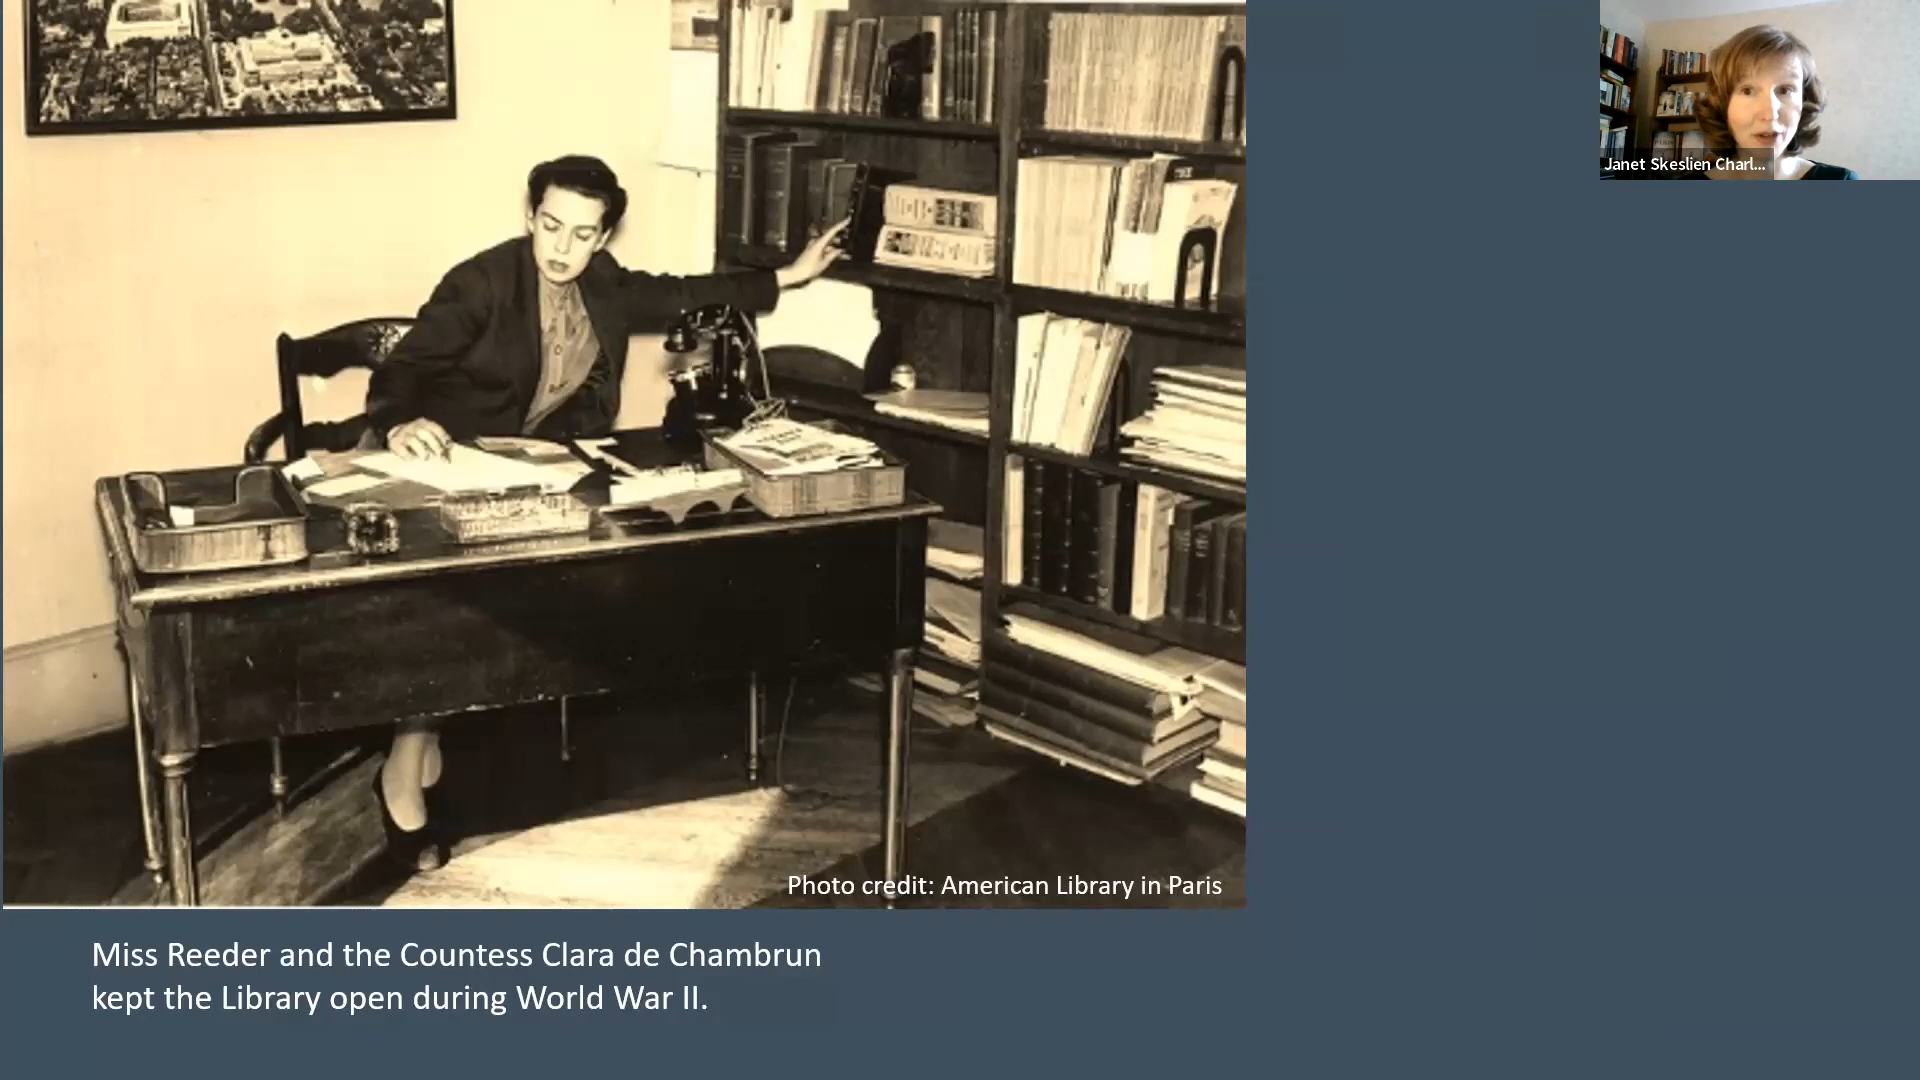 Janet Skeslien Charl...
Photo credit: American Library in Paris
Miss Reeder and the Countess Clara de Chambrun
kept the Library open during World War II.